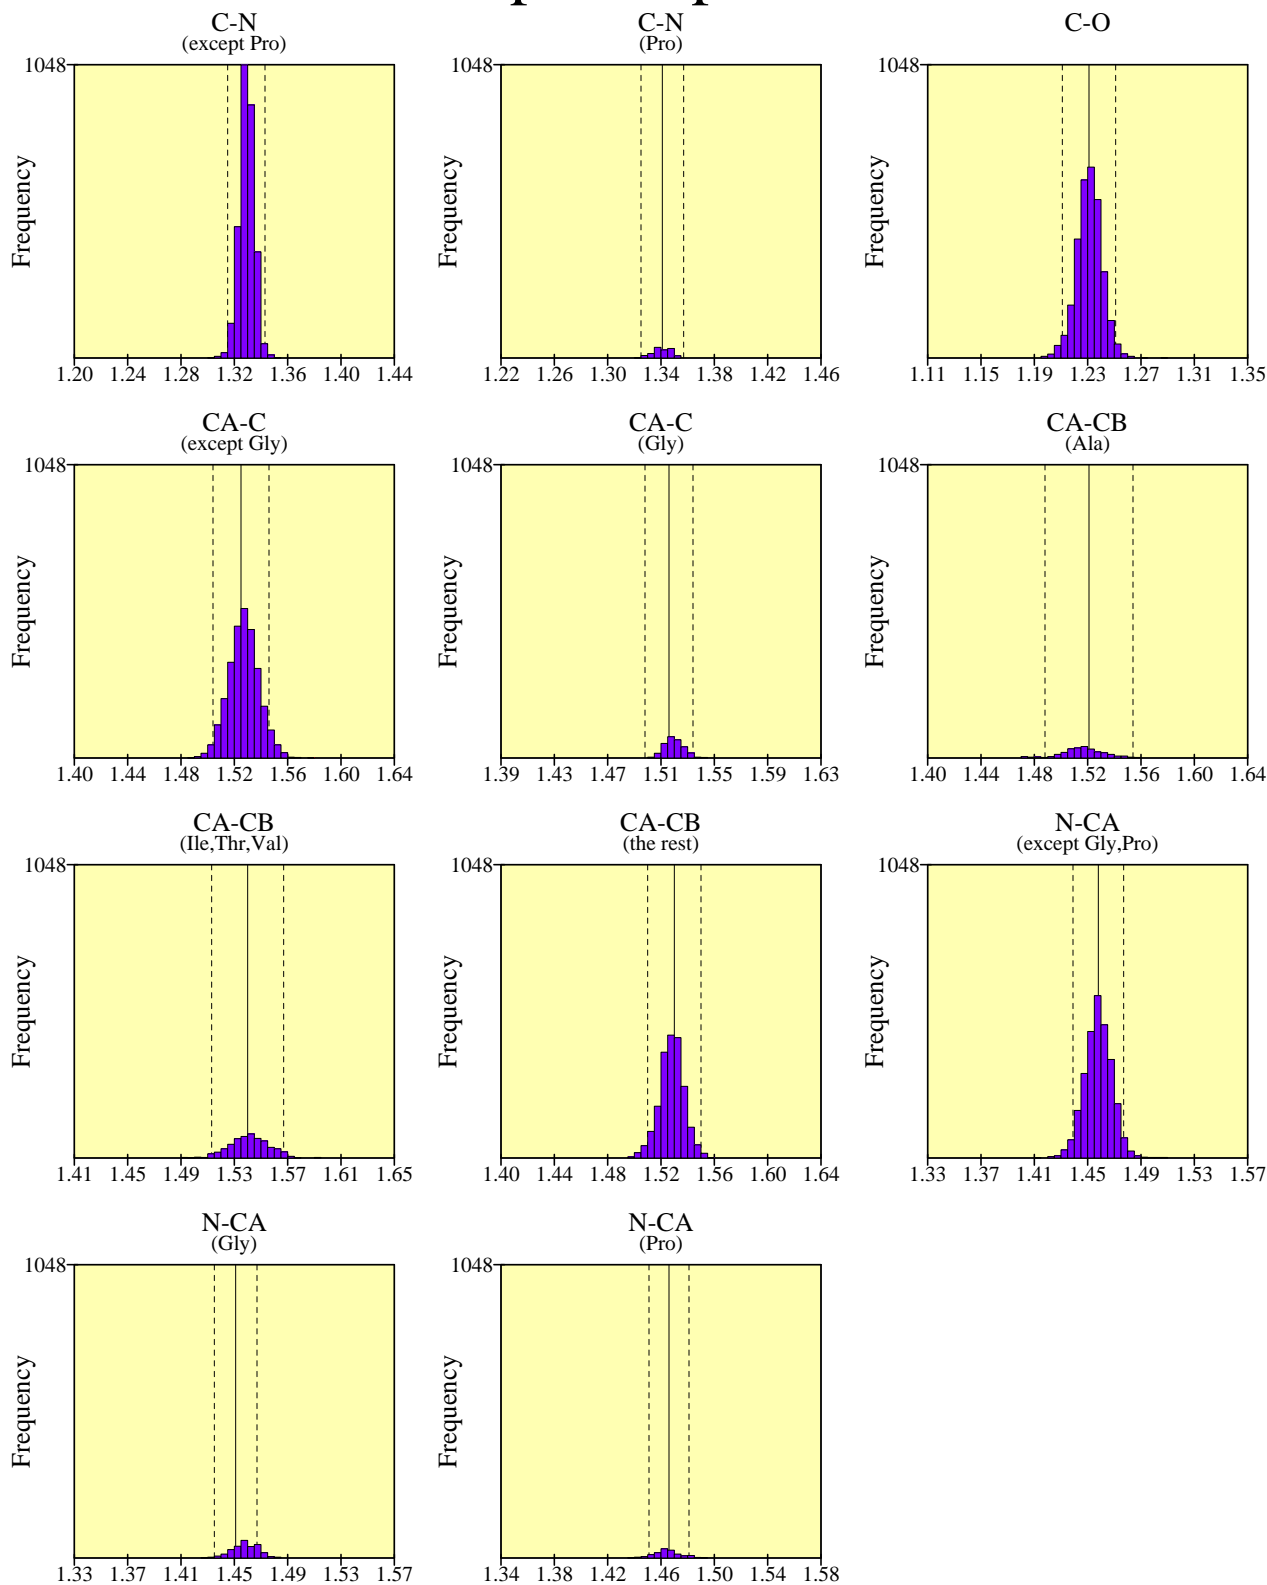 C-N
(except Pro)
1048
Frequency
1.20 1.24 1.28 1.32 1.36 1.40 1.44
C-N
(Pro)
1048
Frequency
1.22 1.26 1.30 1.34 1.38 1.42 1.46
C-O
1048
Frequency
1.11 1.15 1.19 1.23 1.27 1.31 1.35
CA-C
(except Gly)
1048
Frequency
1.40 1.44 1.48 1.52 1.56 1.60 1.64
CA-C
(Gly)
1048
Frequency
1.39 1.43 1.47 1.51 1.55 1.59 1.63
CA-CB
(Ala)
1048
Frequency
1.40 1.44 1.48 1.52 1.56 1.60 1.64
CA-CB
(Ile,Thr,Val)
1048
Frequency
1.41 1.45 1.49 1.53 1.57 1.61 1.65
CA-CB
(the rest)
1048
Frequency
1.40 1.44 1.48 1.52 1.56 1.60 1.64
N-CA
(except Gly,Pro)
1048
Frequency
1.33 1.37 1.41 1.45 1.49 1.53 1.57
N-CA
(Gly)
1048
Frequency
1.33 1.37 1.41 1.45 1.49 1.53 1.57
N-CA
(Pro)
1048
Frequency
1.34 1.38 1.42 1.46 1.50 1.54 1.58